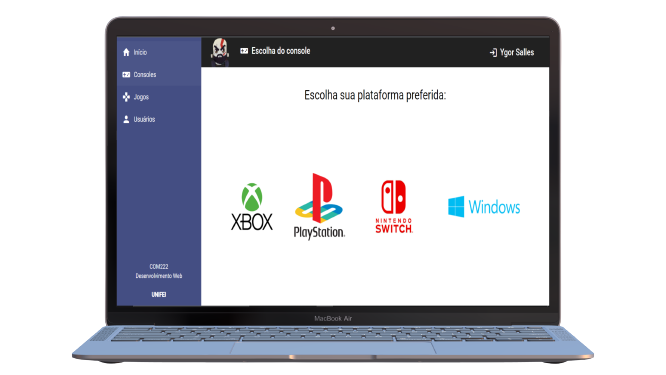 Início
Consoles
Jogos
Usuários
COM222
Desenvolvimento Web
UNIFEI
Escolha do console
Ygor Salles
Escolha sua plataforma preferida:
XBOX
PlayStation.
NINTENDO
SWITCH.
Windows
MacBook Air